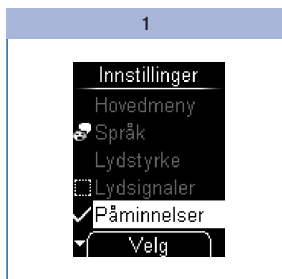 1
Innstillinger
Hovedmeny
Språk
Lydstyrke
Lydsignaler
Påminnelser
Velg